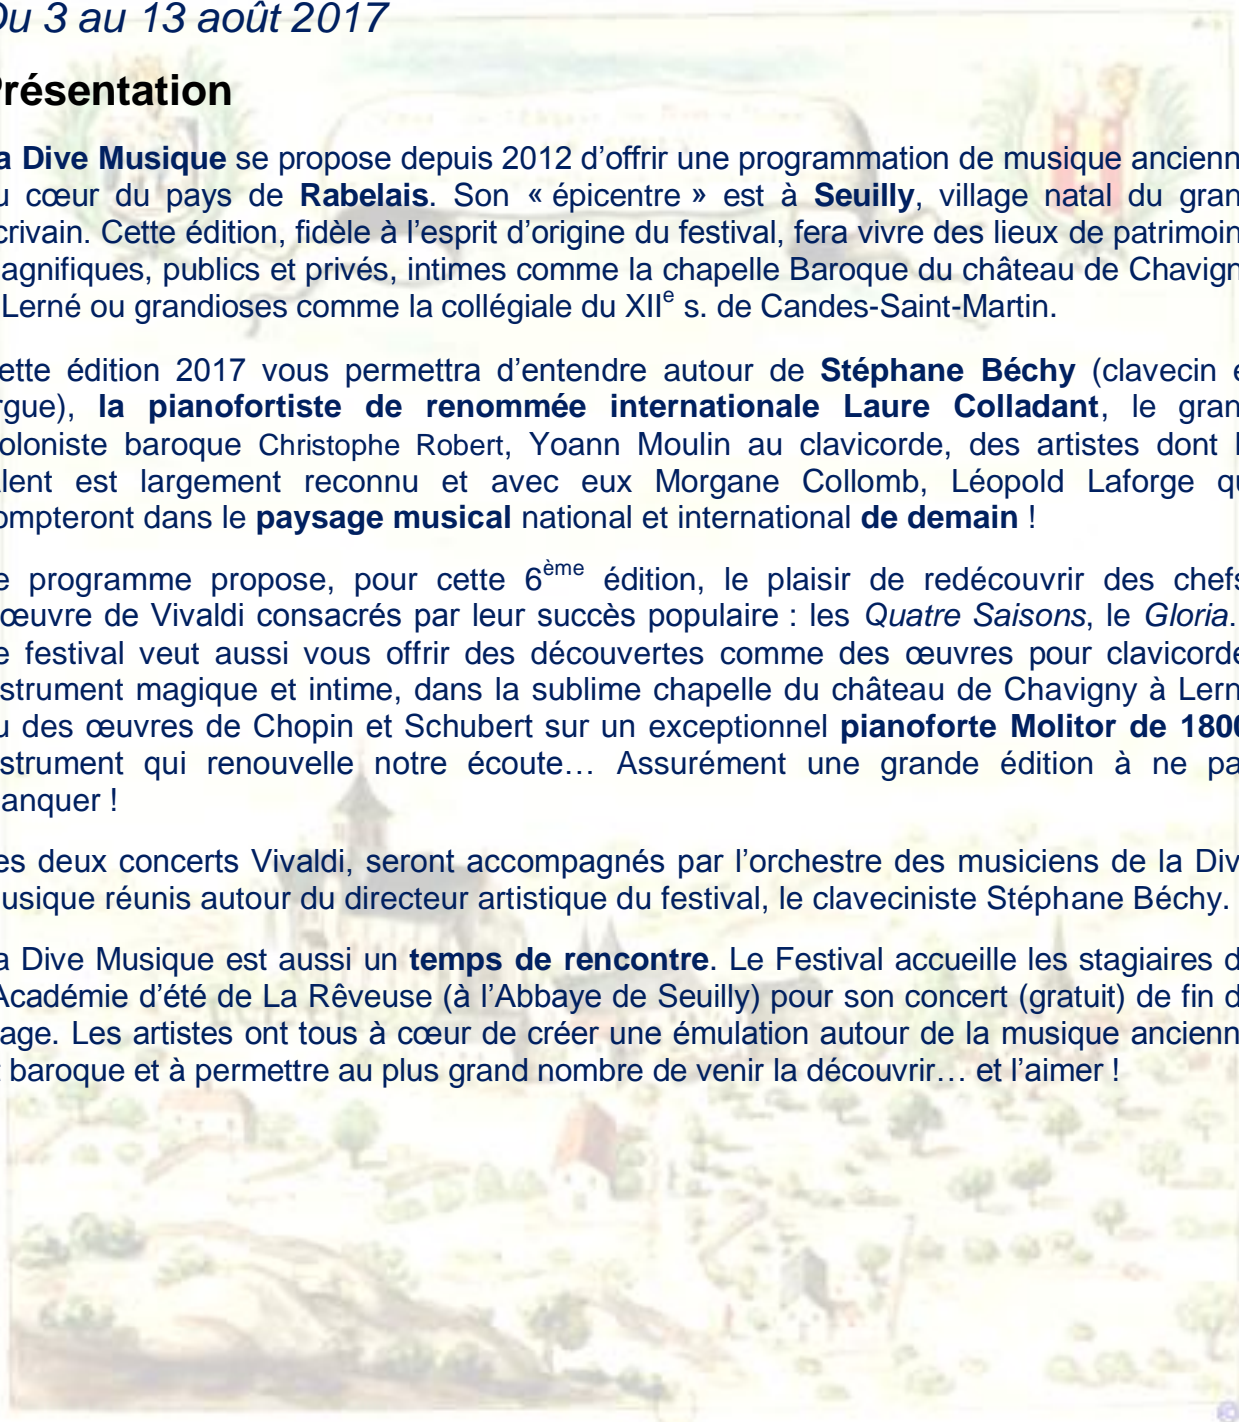 Du 3 au 13 août 2017
Présentation
a Dive Musique se propose depuis 2012 d’offrir une programmation de musique ancienn
u cœur du pays de Rabelais. Son « épicentre » est à Seuilly, village natal du gran
crivain. Cette édition, fidèle à l’esprit d’origine du festival, fera vivre des lieux de patrimoin
agnifiques, publics et privés, intimes comme la chapelle Baroque du château de Chavign
Lerné ou grandioses comme la collégiale du XIIe s. de Candes-Saint-Martin.
ette édition 2017 vous permettra d’entendre autour de Stéphane Béchy (clavecin e
rgue), la pianofortiste de renommée internationale Laure Colladant, le gran
oloniste baroque Christophe Robert, Yoann Moulin au clavicorde, des artistes dont l
alent est largement reconnu et avec eux Morgane Collomb, Léopold Laforge qu
ompteront dans le paysage musical national et international de demain !
e programme propose, pour cette 6ème édition, le plaisir de redécouvrir des chefs
œuvre de Vivaldi consacrés par leur succès populaire : les Quatre Saisons, le Gloria.
e festival veut aussi vous offrir des découvertes comme des œuvres pour clavicorde
strument magique et intime, dans la sublime chapelle du château de Chavigny à Lern
u des œuvres de Chopin et Schubert sur un exceptionnel pianoforte Molitor de 1800
strument qui renouvelle notre écoute… Assurément une grande édition à ne pa
anquer !
es deux concerts Vivaldi, seront accompagnés par l’orchestre des musiciens de la Div
usique réunis autour du directeur artistique du festival, le claveciniste Stéphane Béchy.
a Dive Musique est aussi un temps de rencontre. Le Festival accueille les stagiaires d
’Académie d’été de La Rêveuse (à l’Abbaye de Seuilly) pour son concert (gratuit) de fin d
age. Les artistes ont tous à cœur de créer une émulation autour de la musique ancienn
t baroque et à permettre au plus grand nombre de venir la découvrir… et l’aimer !